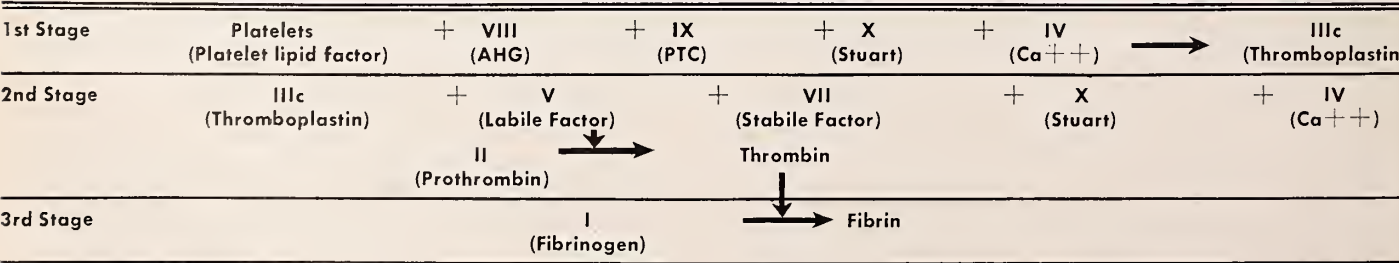 1st Stage Platelets + VIII + IX + X + IV IIIc
(Platelet lipid factor) (AHG) (PTC) (Stuart) (Ca++) (Thromboplastin
2nd Stage IIIc + V + VII + X + IV
(Thromboplastin) (Labile Factor) (Stabile Factor) (Stuart) (Ca++)
II Thrombin
(Prothrombin)
3rd Stage I Fibrin
(Fibrinogen)